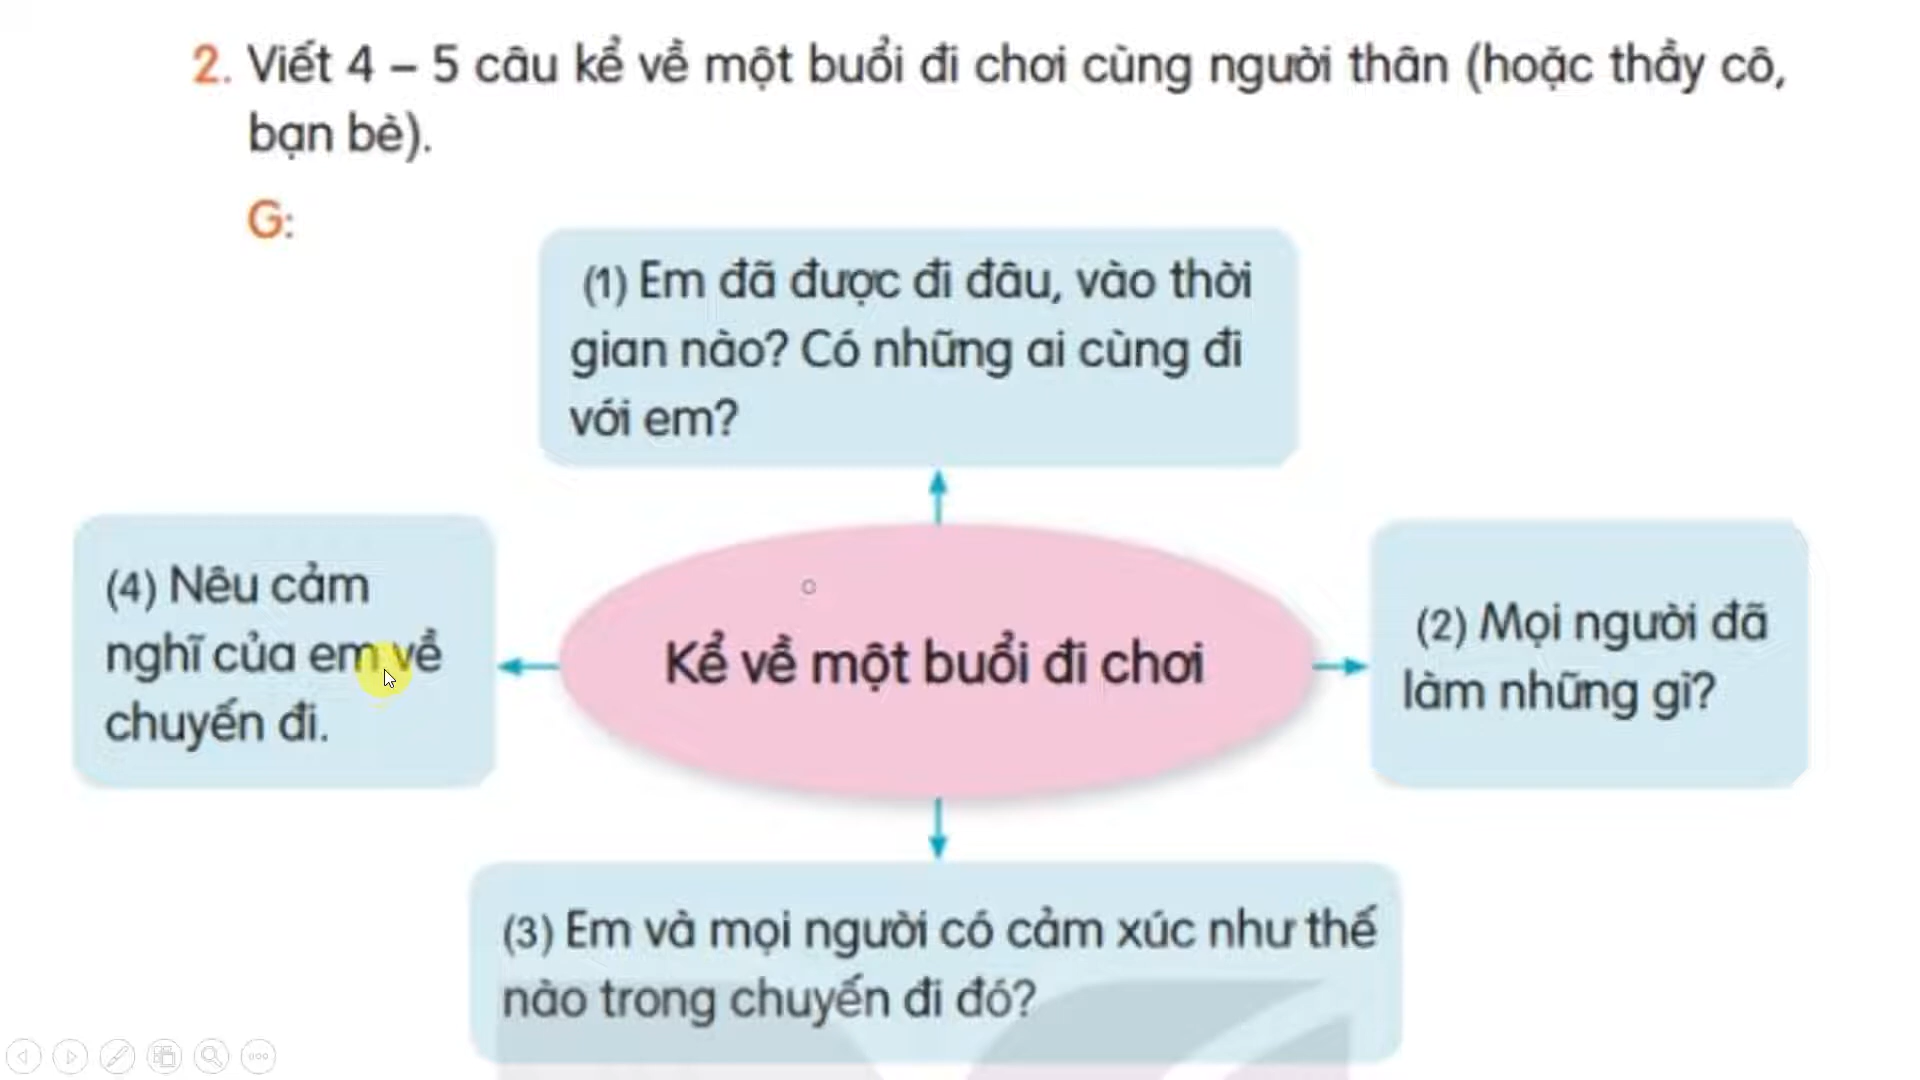 2. Viết 4 – 5 câu kể về một buổi đi chơi cùng người thân (hoặc thầy cô,
bạn bè).
G:
(1) Em đã được đi đâu, vào thời
gian nào? Có những ai cùng đi
với em?
(4) Nêu cảm
nghĩ của em về
chuyến đi.
Kể về một buổi đi chơi
(2) Mọi người đã
làm những gì?
(3) Em và mọi người có cảm xúc như thế
nào trong chuyến đi đó?